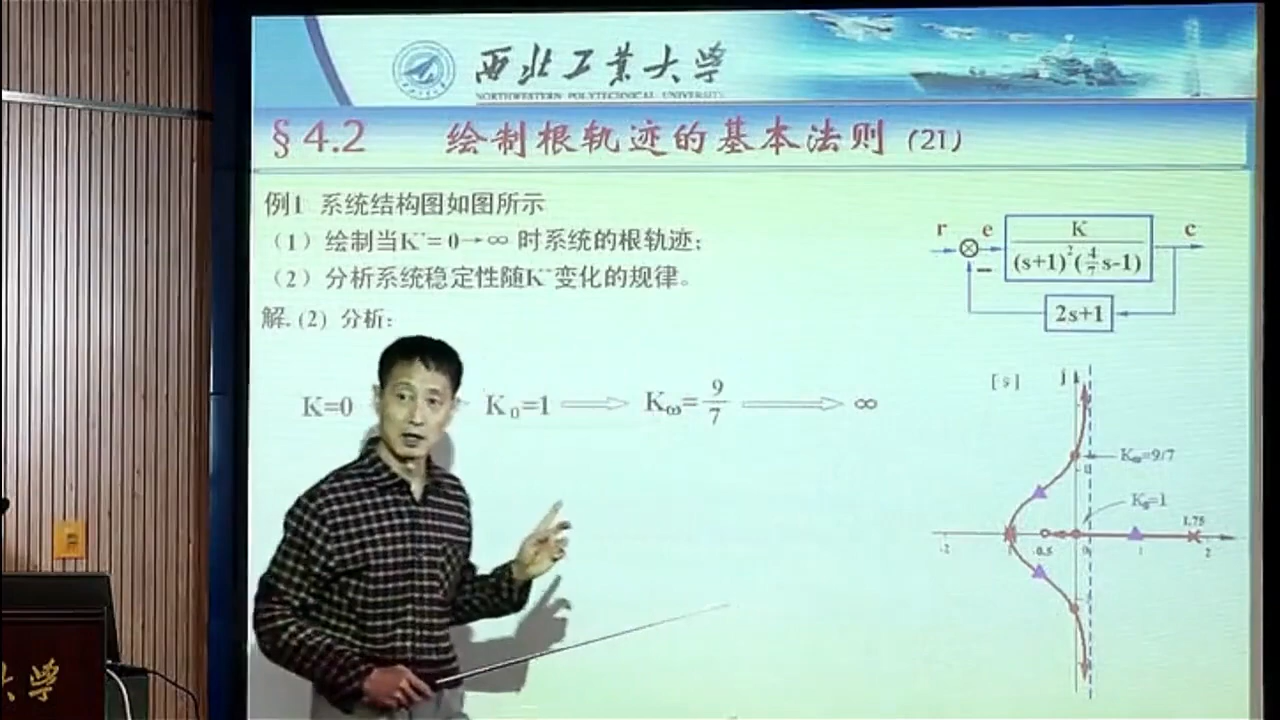 西北工业大学
NORTHWESTERN POLYTECHNICAL UNIVERSITY
§4.2 绘制根轨迹的基本法则 (21)
例1 系统结构图如图所示
(1) 绘制当K*= 0→∞ 时系统的根轨迹;
(2) 分析系统稳定性随K*变化的规律。
解. (2) 分析:
r e K/((s+1)²(4/7 s-1)) c
−
2s+1
K=0 K₀=1 ⟹ Kω=9/7 ⟹ ∞
[s] j
Kω=9/7
K₀=1
1.75
-2 -0.5 0 1 2
大学